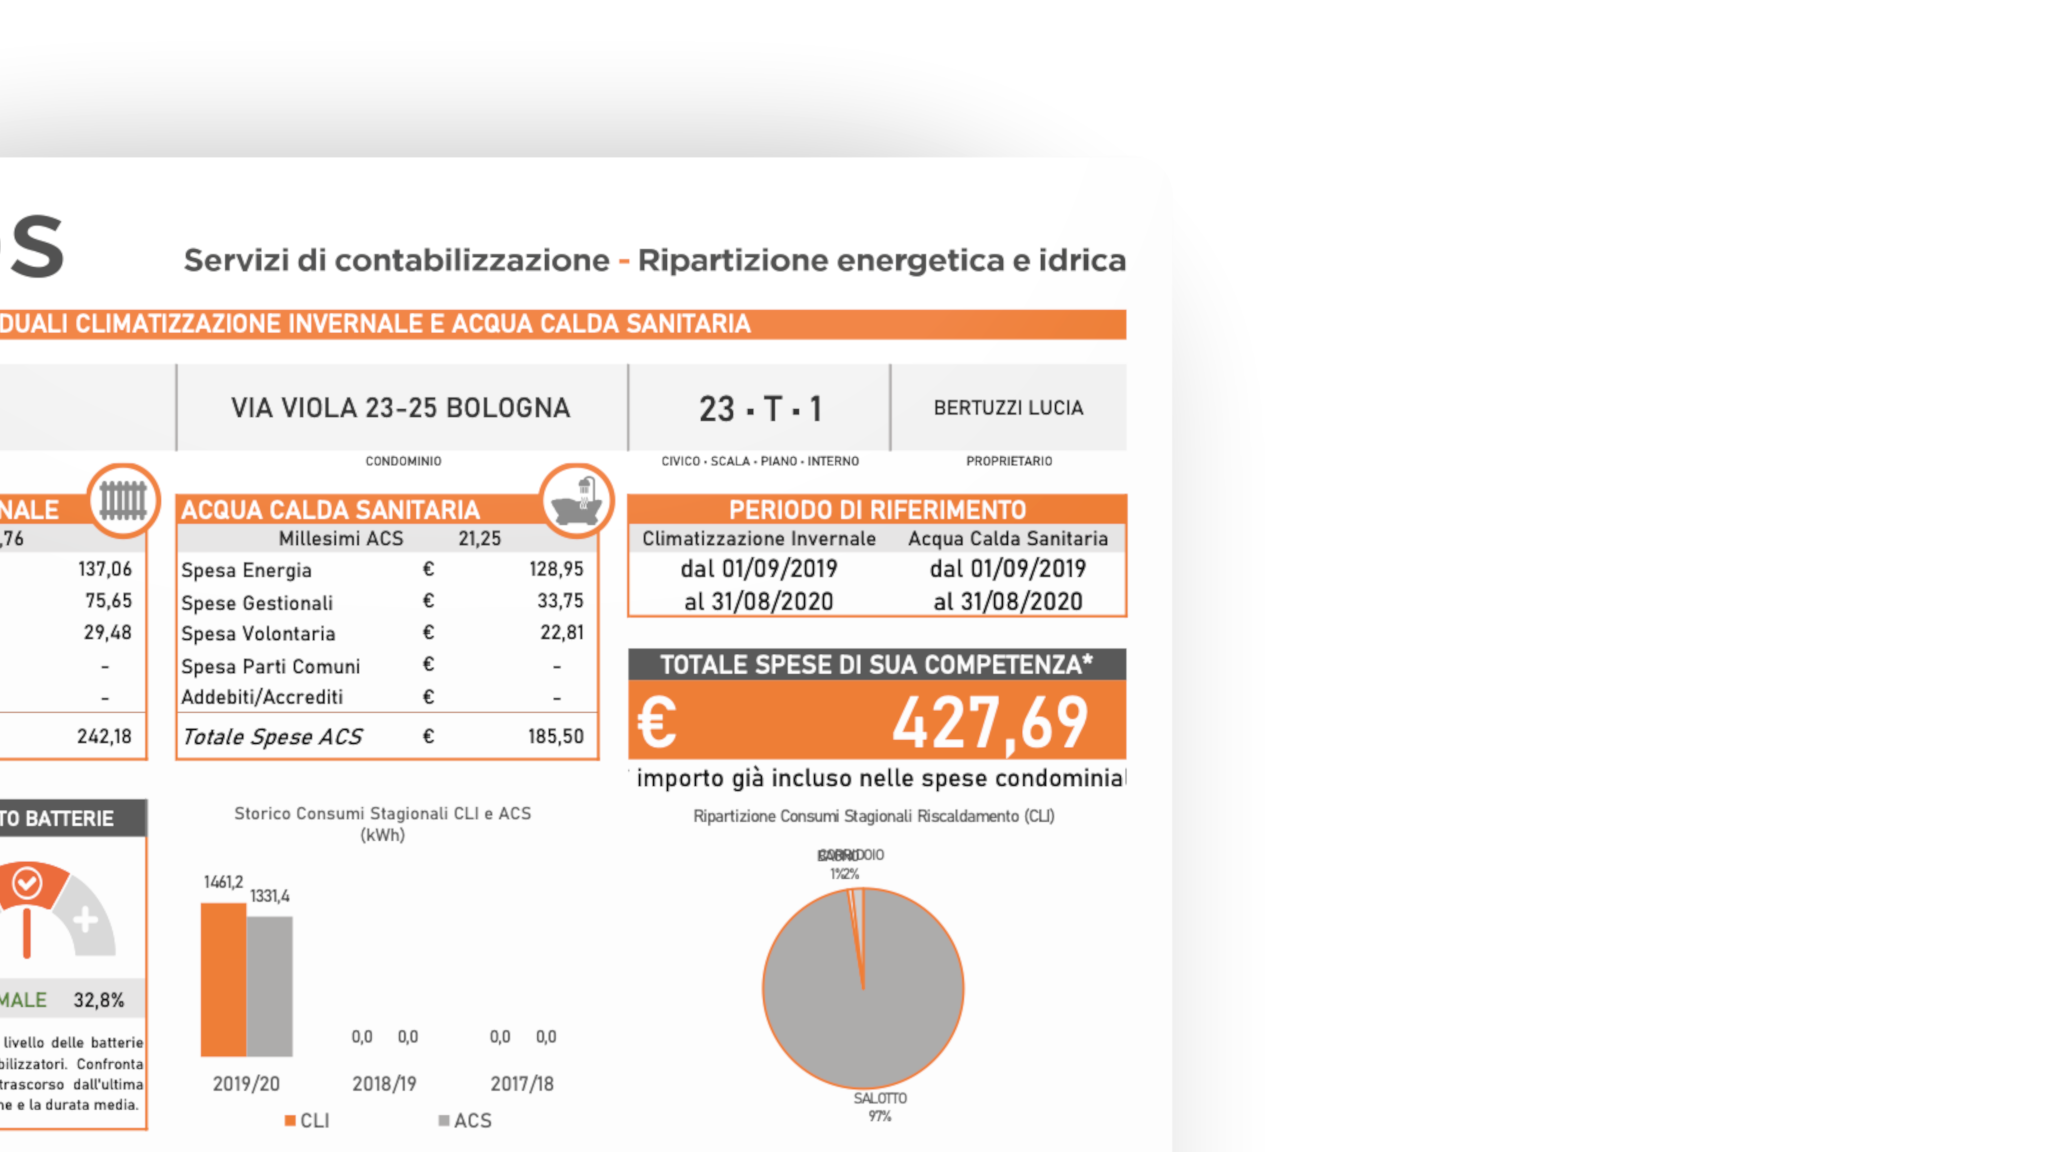 OS
Servizi di contabilizzazione - Ripartizione energetica e idrica
DUALI CLIMATIZZAZIONE INVERNALE E ACQUA CALDA SANITARIA
VIA VIOLA 23-25 BOLOGNA
23 · T · 1
BERTUZZI LUCIA
CONDOMINIO
CIVICO · SCALA · PIANO · INTERNO
PROPRIETARIO
NALE
,76
137,06
75,65
29,48
-
-
242,18
ACQUA CALDA SANITARIA
Millesimi ACS 21,25
Spesa Energia € 128,95
Spese Gestionali € 33,75
Spesa Volontaria € 22,81
Spesa Parti Comuni € -
Addebiti/Accrediti € -
Totale Spese ACS € 185,50
PERIODO DI RIFERIMENTO
Climatizzazione Invernale Acqua Calda Sanitaria
dal 01/09/2019 dal 01/09/2019
al 31/08/2020 al 31/08/2020
TOTALE SPESE DI SUA COMPETENZA*
€ 427,69
importo già incluso nelle spese condominial
TO BATTERIE
MALE 32,8%
livello delle batterie
bilizzatori. Confronta
trascorso dall'ultima
ne e la durata media.
Storico Consumi Stagionali CLI e ACS
(kWh)
1461,2
1331,4
0,0 0,0 0,0 0,0
2019/20 2018/19 2017/18
CLI ACS
Ripartizione Consumi Stagionali Riscaldamento (CLI)
CORRIDOIO
1% 2%
SALOTTO
97%